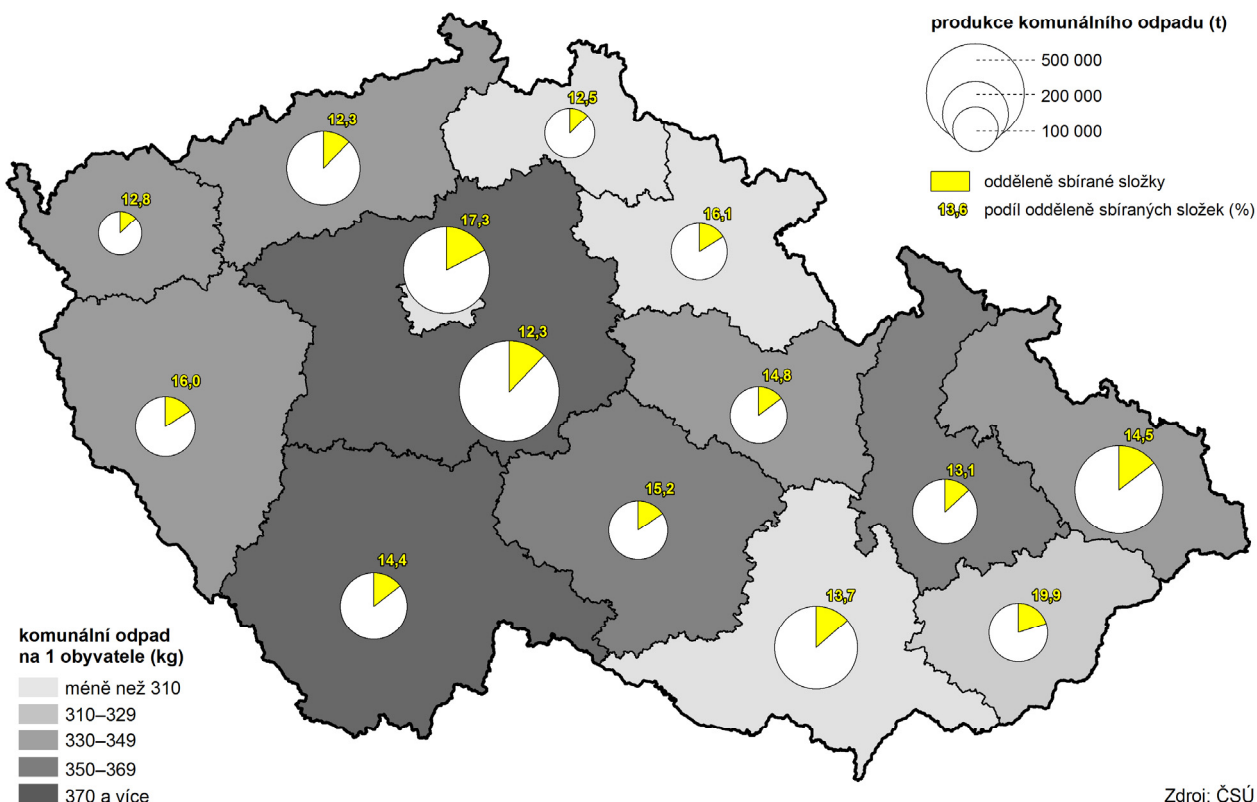 produkce komunálního odpadu (t)
500 000
200 000
100 000
odděleně sbírané složky
13,6 podíl odděleně sbíraných složek (%)
12,5
12,3
12,8
17,3
16,1
12,3
16,0
14,8
14,5
13,1
15,2
14,4
13,7
19,9
komunální odpad
na 1 obyvatele (kg)
méně než 310
310–329
330–349
350–369
370 a více
Zdroj: ČSÚ